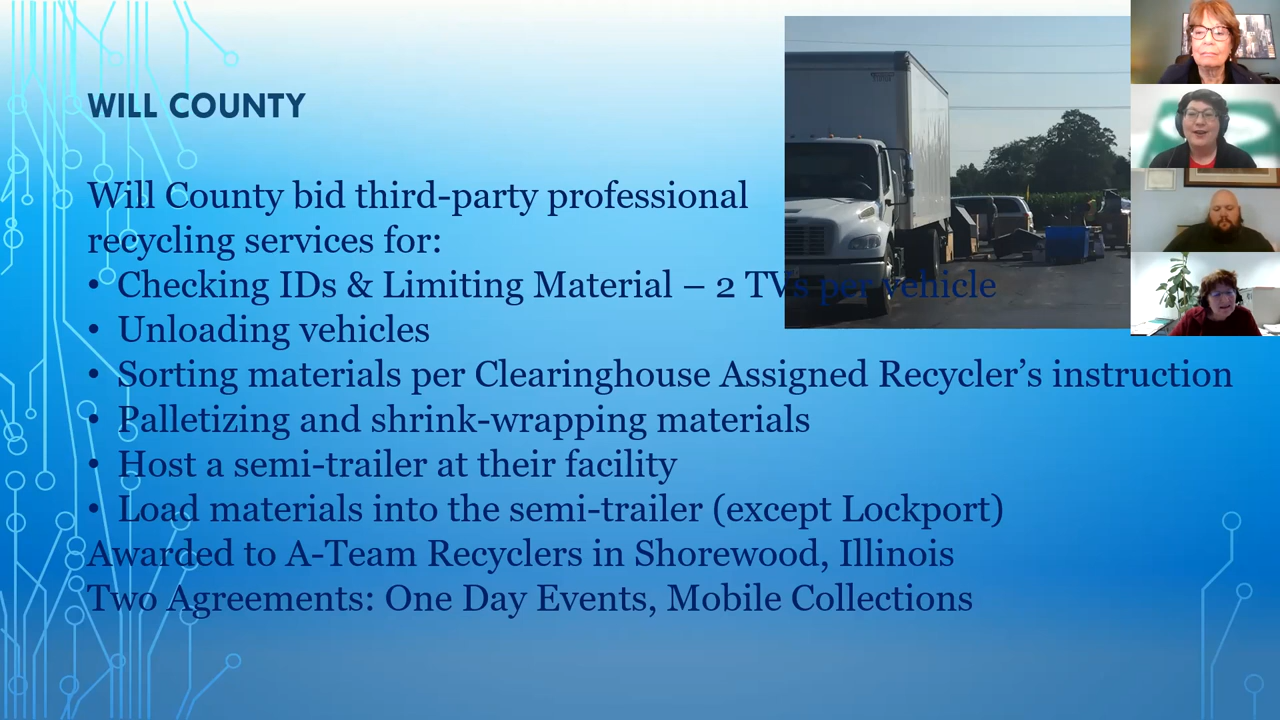 WILL COUNTY
Will County bid third-party professional
recycling services for:
• Checking IDs & Limiting Material – 2 TVs per vehicle
• Unloading vehicles
• Sorting materials per Clearinghouse Assigned Recycler’s instruction
• Palletizing and shrink-wrapping materials
• Host a semi-trailer at their facility
• Load materials into the semi-trailer (except Lockport)
Awarded to A-Team Recyclers in Shorewood, Illinois
Two Agreements: One Day Events, Mobile Collections